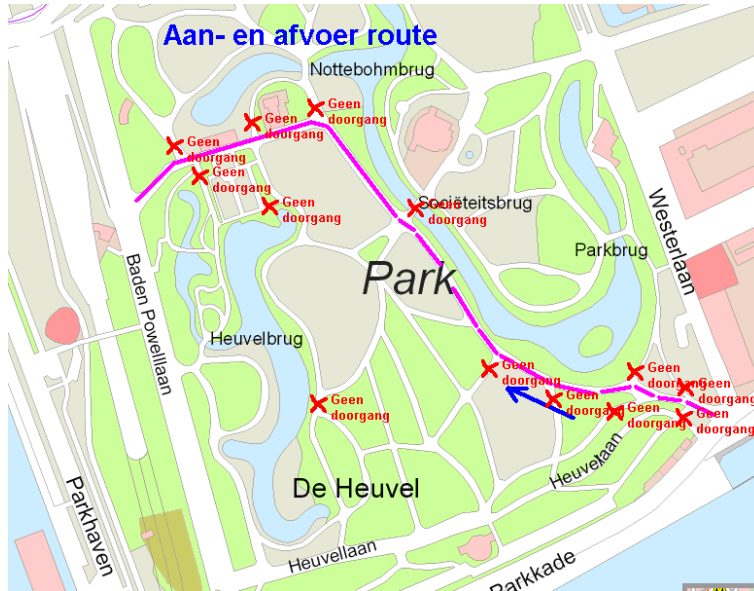 Aan- en afvoer route
Nottebohmbrug
Geen
doorgang
Geen
doorgang
Geen
doorgang
Geen
doorgang
Geen
doorgang
Sociëteitsbrug
Geen
doorgang
Westerlaan
Parkbrug
Park
Baden Powelllaan
Heuvelbrug
Geen
doorgang
Geen
doorgang
Geen
doorgang
Geen
doorgang
Geen
doorgang
Geen
doorgang
Geen
doorgang
Heuvellaan
De Heuvel
Parkhaven
Heuvellaan
Parkkade